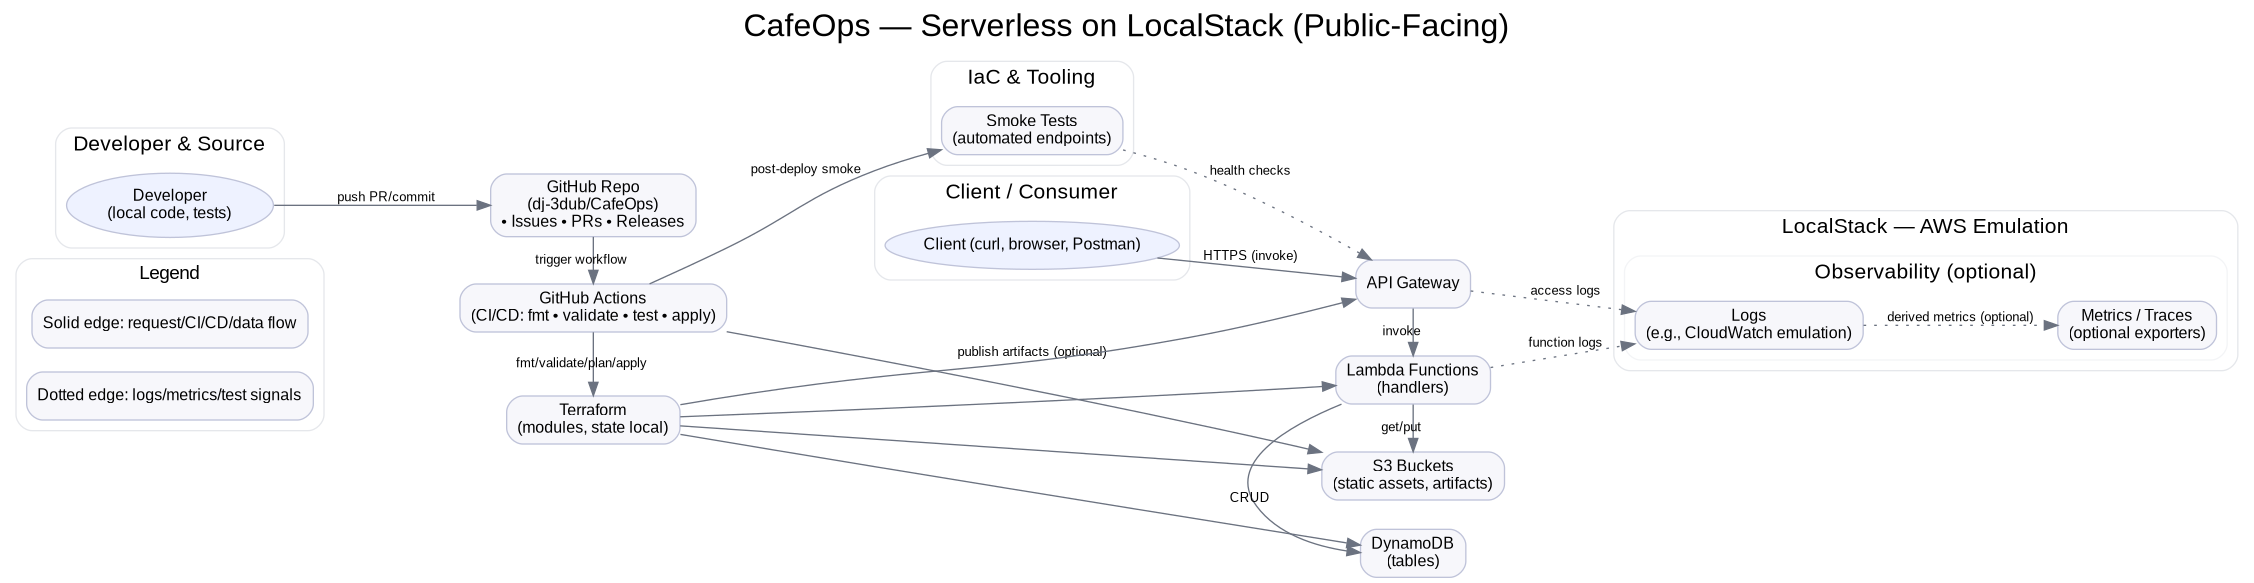 CafeOps — Serverless on LocalStack (Public-Facing)
IaC & Tooling
Smoke Tests
(automated endpoints)
Developer & Source
Developer
(local code, tests)
push PR/commit
GitHub Repo
(dj-3dub/CafeOps)
• Issues • PRs • Releases
post-deploy smoke
health checks
Client / Consumer
Client (curl, browser, Postman)
HTTPS (invoke)
trigger workflow
GitHub Actions
(CI/CD: fmt • validate • test • apply)
Legend
Solid edge: request/CI/CD/data flow
Dotted edge: logs/metrics/test signals
API Gateway
access logs
LocalStack — AWS Emulation
Observability (optional)
Logs
(e.g., CloudWatch emulation)
derived metrics (optional)
Metrics / Traces
(optional exporters)
invoke
function logs
publish artifacts (optional)
fmt/validate/plan/apply
Lambda Functions
(handlers)
Terraform
(modules, state local)
get/put
S3 Buckets
(static assets, artifacts)
CRUD
DynamoDB
(tables)